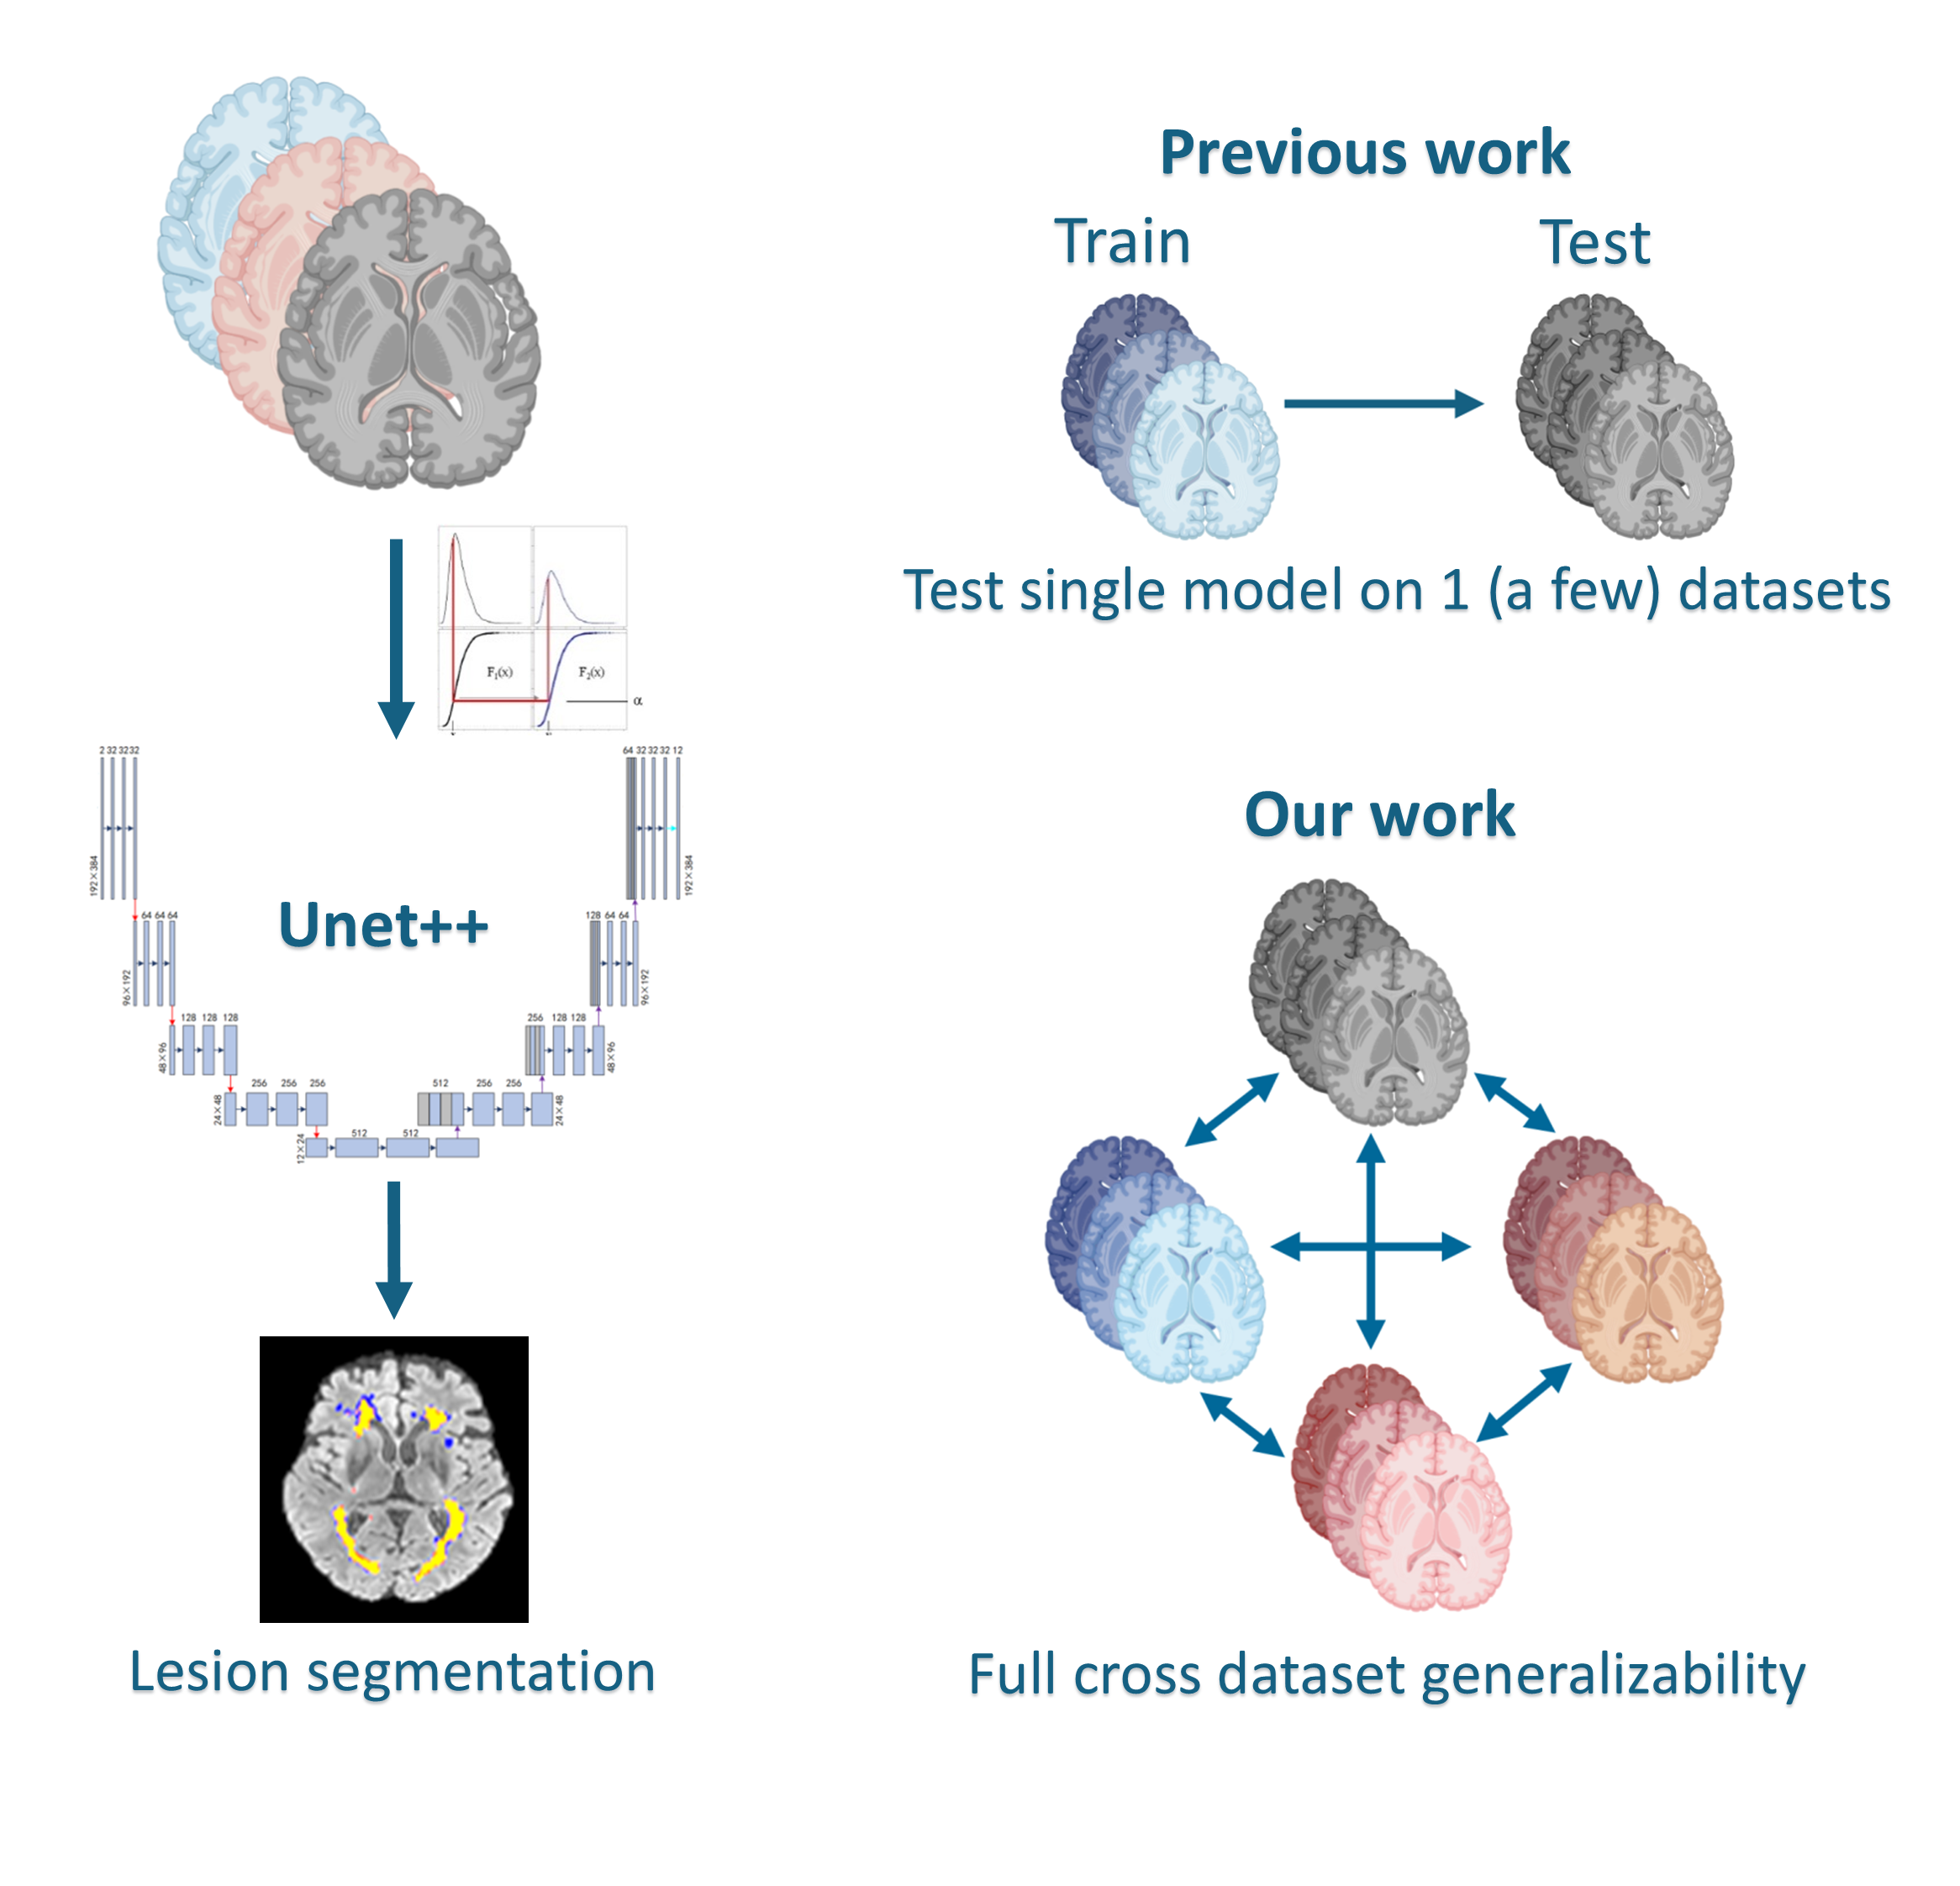 Previous work
Train
Test
Test single model on 1 (a few) datasets
F1(x)
F2(x)
α
2 32 32 32
64 32 32 32 12
192×384
192×384
Unet++
64 64 64
128 64 64
96×192
96×192
128 128 128
256 128 128
48×96
48×96
256 256 256
512 256 256
24×48
24×48
512 512
12×24
Lesion segmentation
Our work
Full cross dataset generalizability